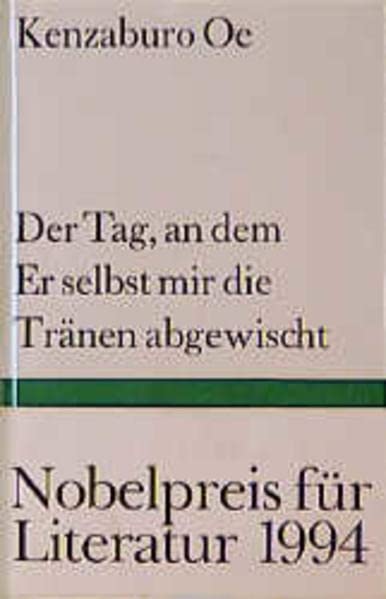 Kenzaburo Oe
Der Tag, an dem
Er selbst mir die
Tränen abgewischt
Nobelpreis für
Literatur 1994